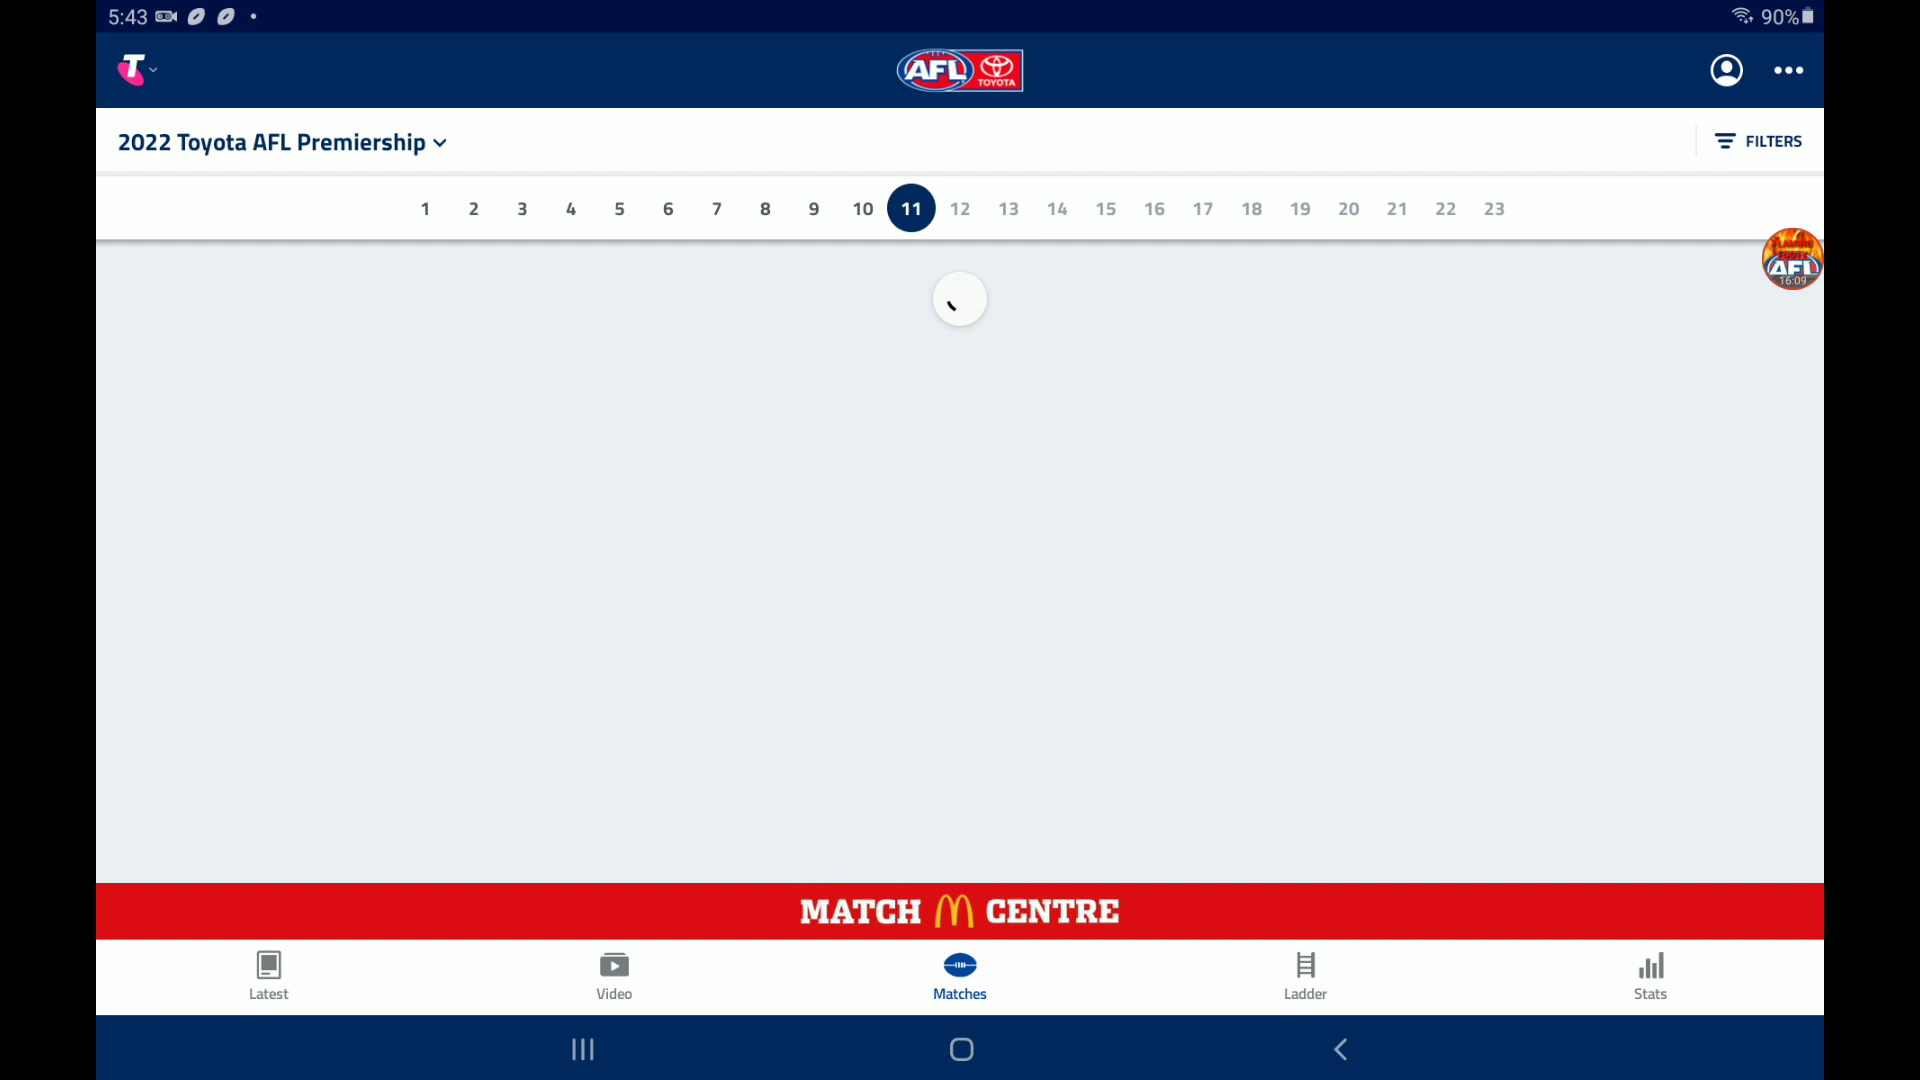 5:43
90%
T
AFL TOYOTA
2022 Toyota AFL Premiership
FILTERS
1 2 3 4 5 6 7 8 9 10 11 12 13 14 15 16 17 18 19 20 21 22 23
FLAMING
FOOTY
AFL
16:09
MATCH M CENTRE
Latest
Video
Matches
Ladder
Stats